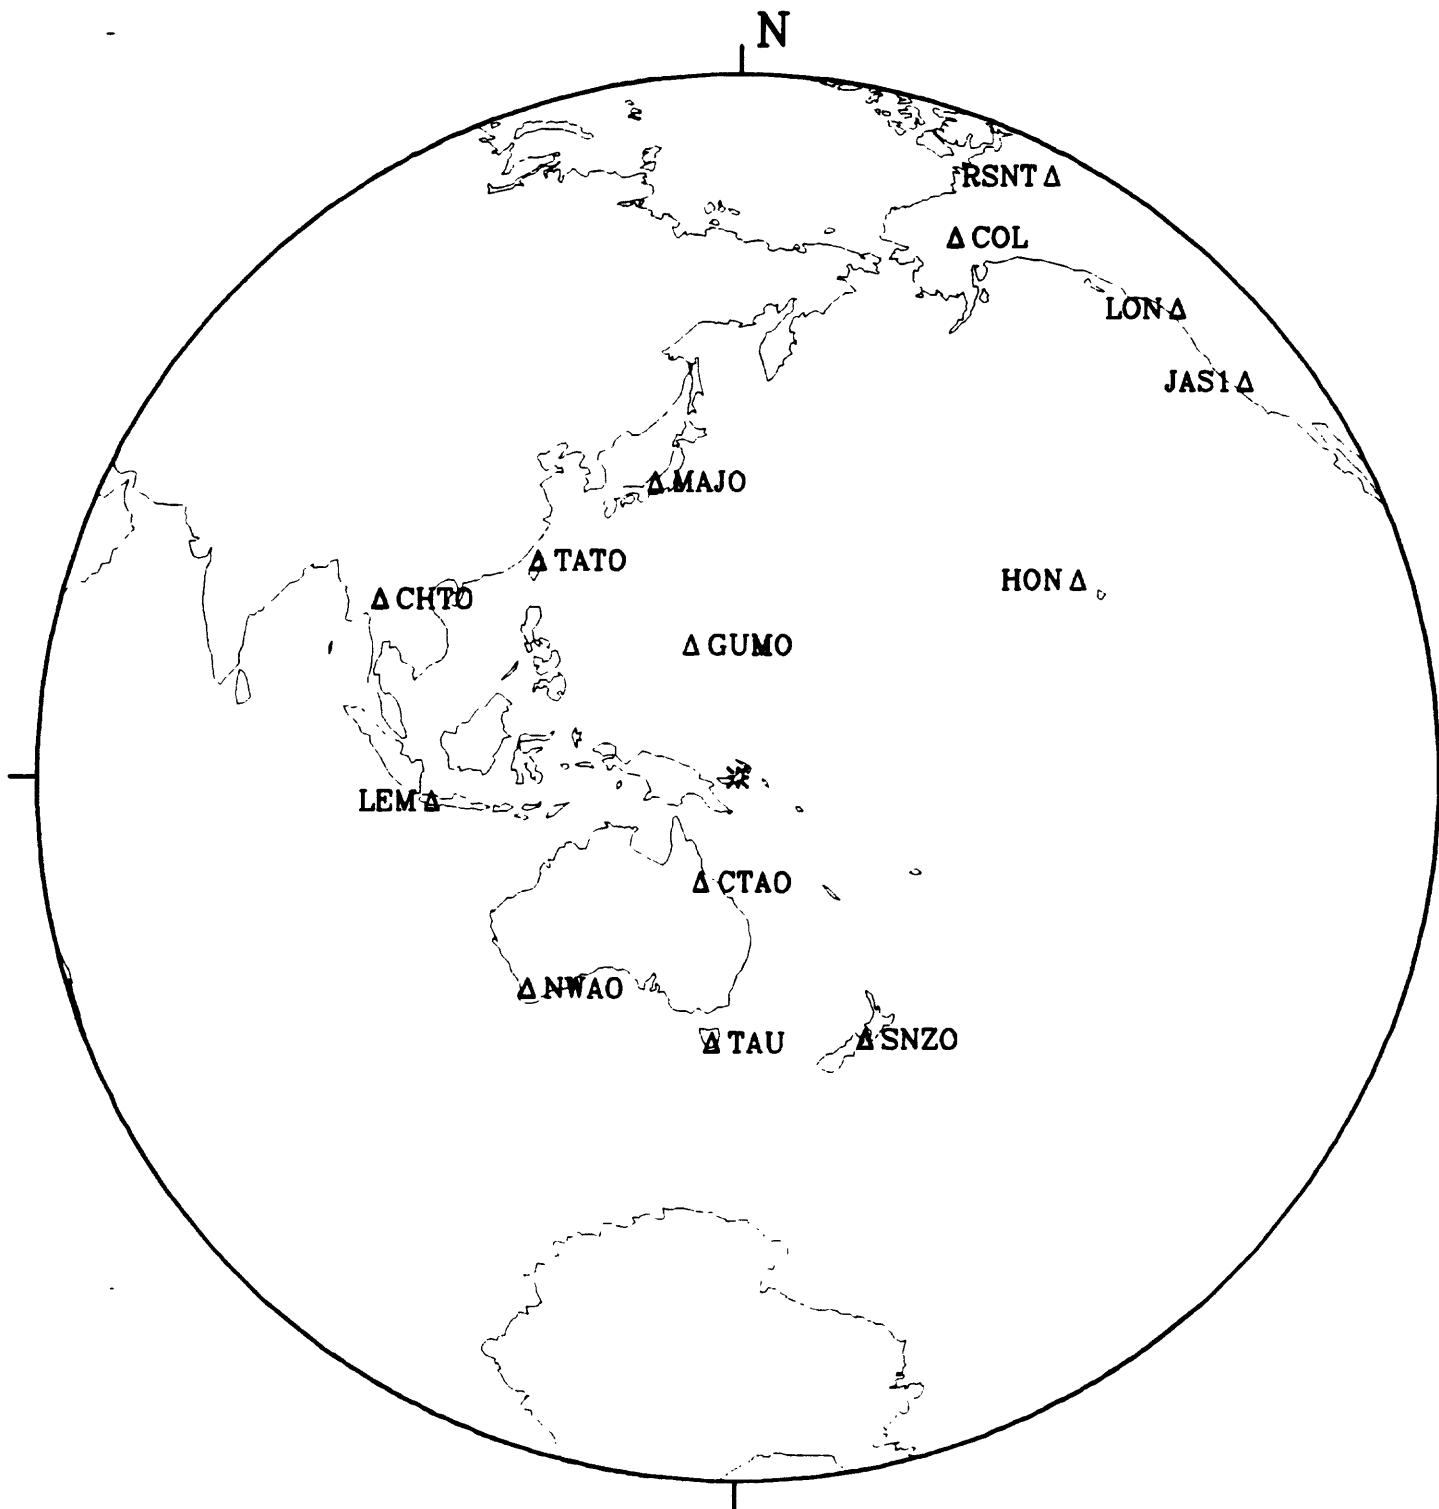 N
RSNT
COL
LON
JAS1
MAJO
TATO
HON
CHTO
GUMO
LEM
CTAO
NWAO
TAU
SNZO